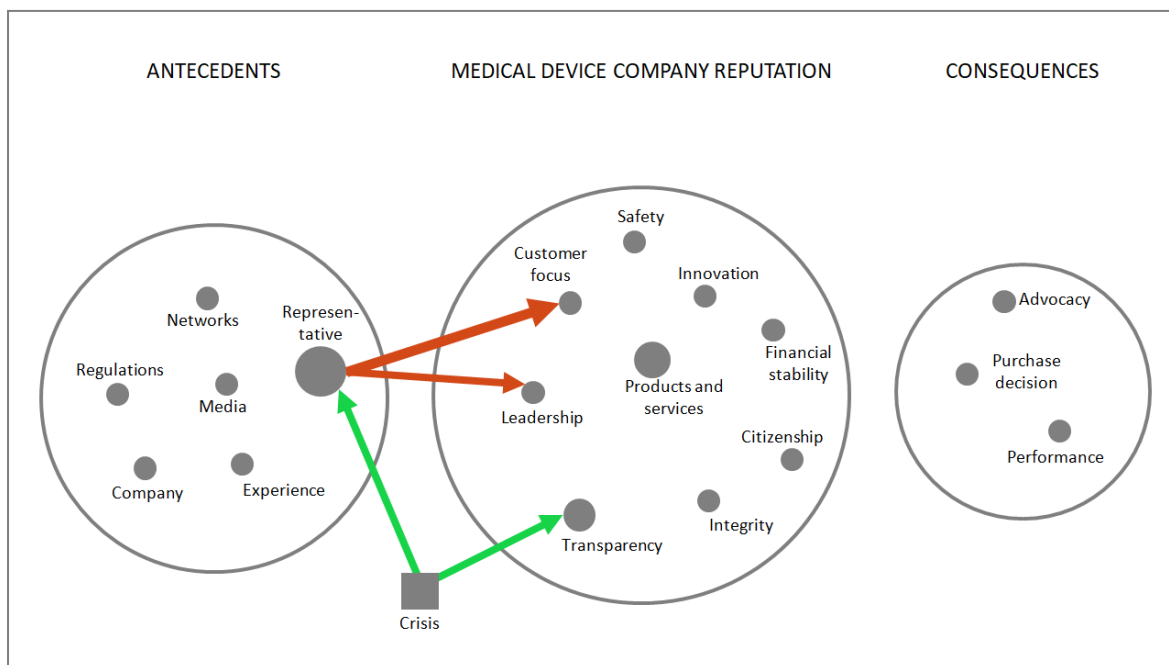 ANTECEDENTS
MEDICAL DEVICE COMPANY REPUTATION
CONSEQUENCES
Networks
Represen-
tative
Regulations
Media
Company
Experience
Safety
Customer
focus
Innovation
Financial
stability
Products and
services
Leadership
Citizenship
Integrity
Transparency
Crisis
Advocacy
Purchase
decision
Performance